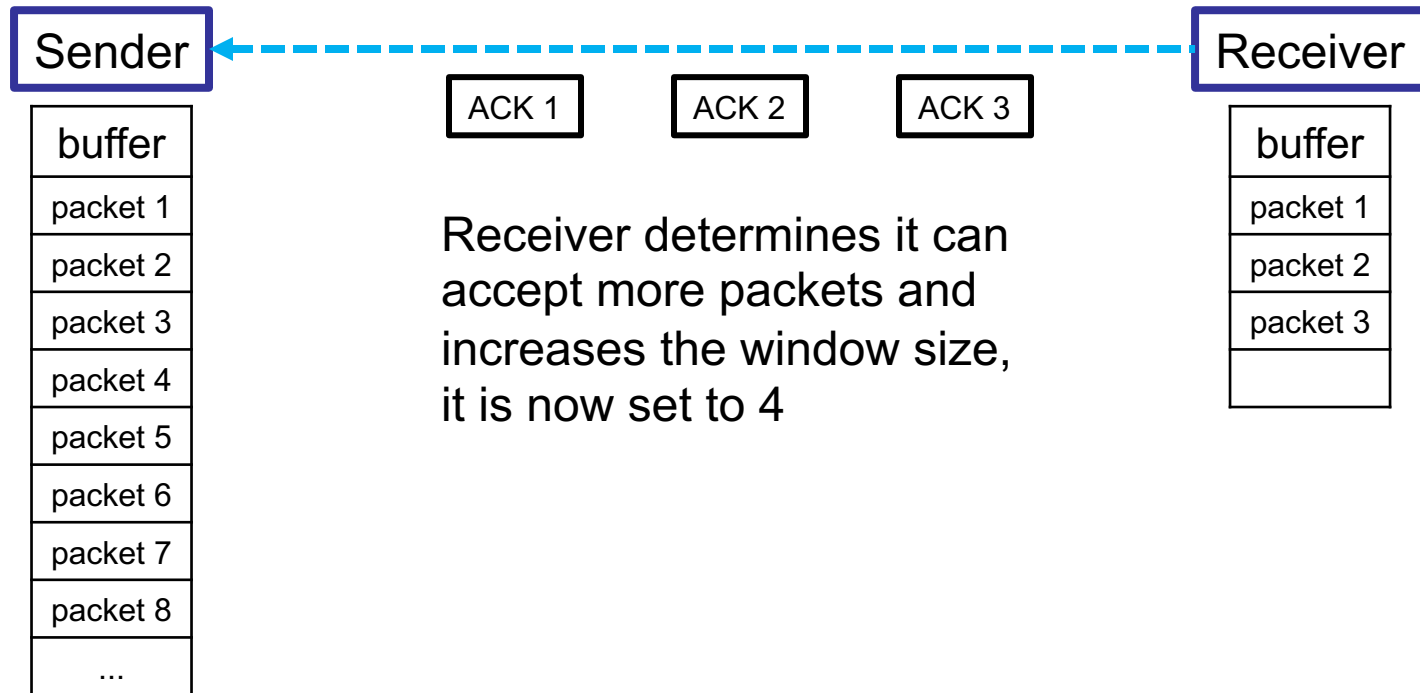 Sender
Receiver
ACK 1
ACK 2
ACK 3
buffer
packet 1
packet 2
packet 3
packet 4
packet 5
packet 6
packet 7
packet 8
...
Receiver determines it can
accept more packets and
increases the window size,
it is now set to 4
buffer
packet 1
packet 2
packet 3